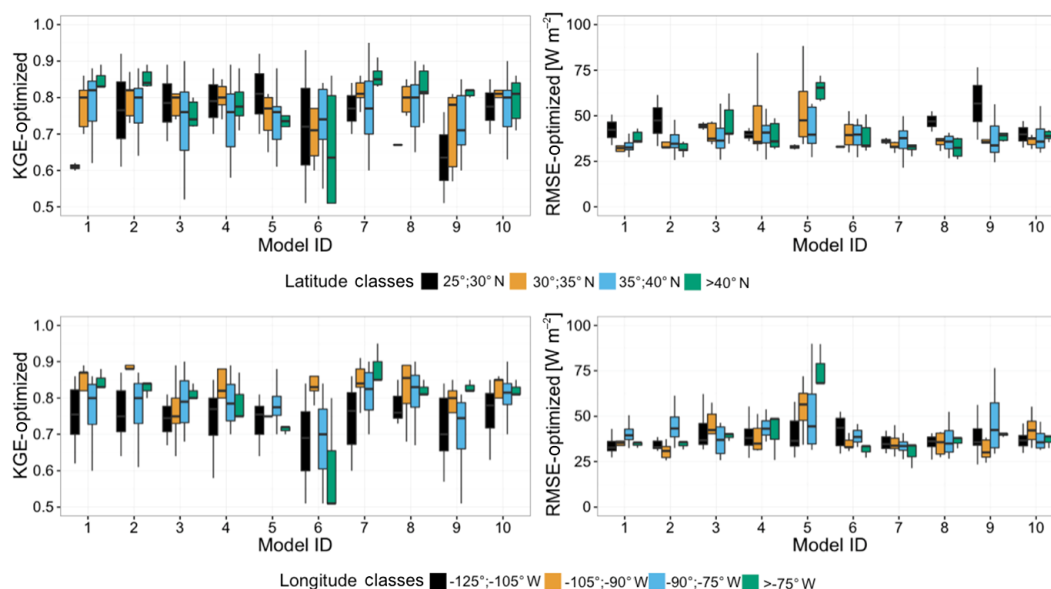 KGE-optimized
1.0
0.9
0.8
0.7
0.6
0.5
1 2 3 4 5 6 7 8 9 10
Model ID
RMSE-optimized [W m⁻²]
100
75
50
25
0
1 2 3 4 5 6 7 8 9 10
Model ID
Latitude classes 25°;30° N 30°;35° N 35°;40° N >40° N
KGE-optimized
1.0
0.9
0.8
0.7
0.6
0.5
1 2 3 4 5 6 7 8 9 10
Model ID
RMSE-optimized [W m⁻²]
100
75
50
25
0
1 2 3 4 5 6 7 8 9 10
Model ID
Longitude classes -125°;-105° W -105°;-90° W -90°;-75° W >-75° W